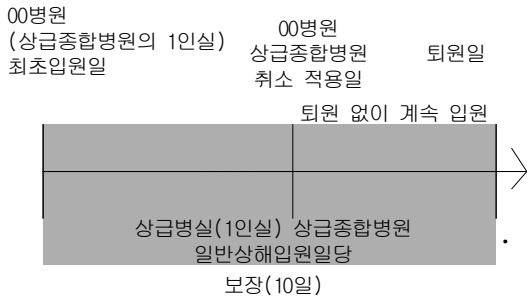 00병원
(상급종합병원의 1인실)
최초입원일
00병원
상급종합병원
취소 적용일
퇴원일
퇴원 없이 계속 입원
상급병실(1인실) 상급종합병원
일반상해입원일당
보장(10일)
.